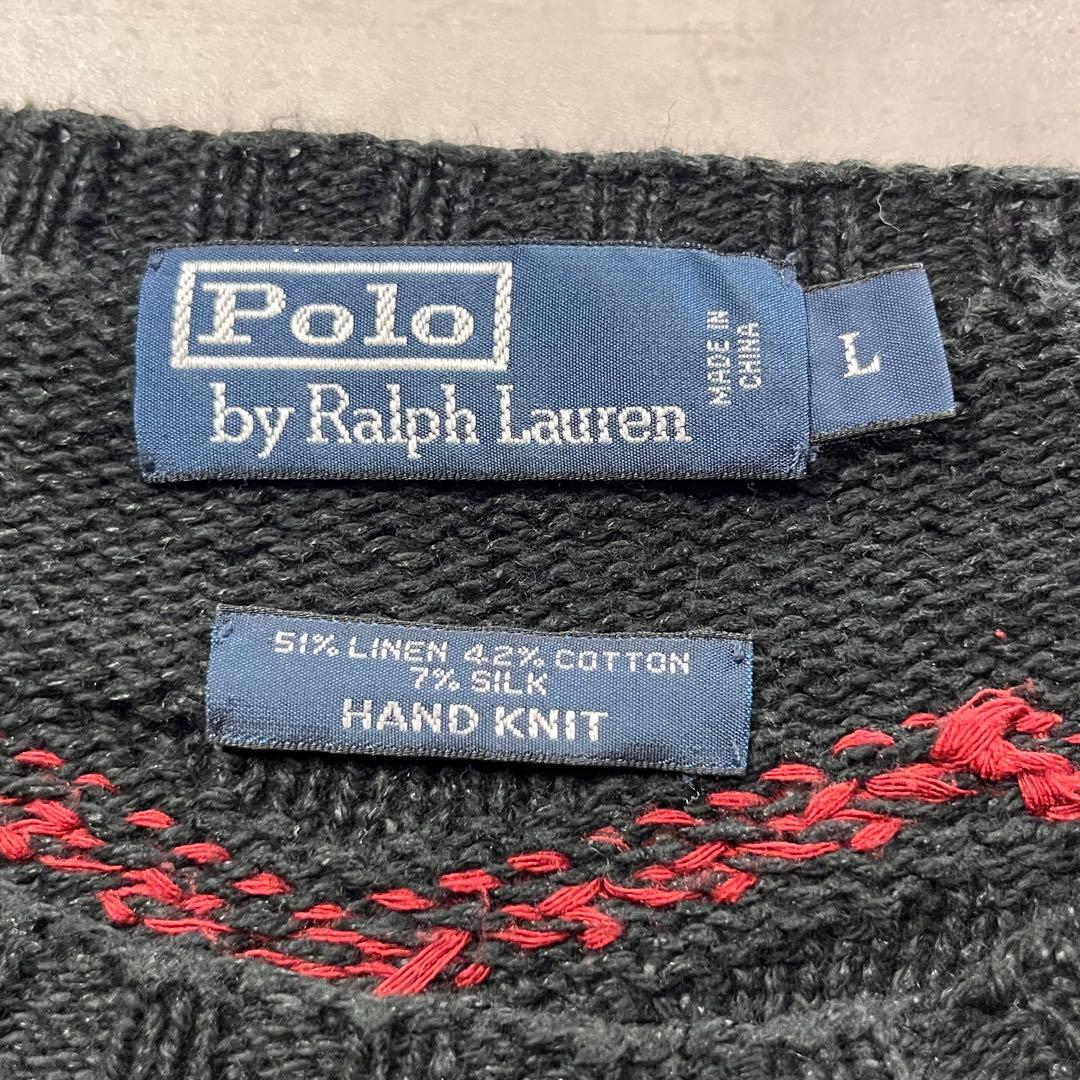 Polo
by Ralph Lauren
MADE IN
CHINA
L
51% LINEN 42% COTTON
7% SILK
HAND KNIT